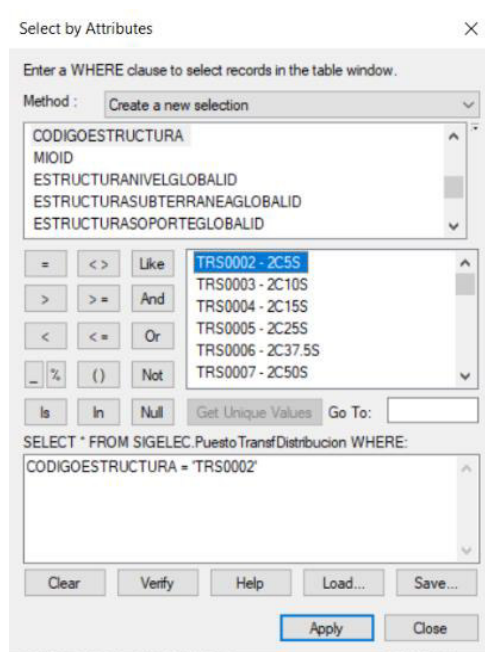 Select by Attributes
Enter a WHERE clause to select records in the table window.
Method : Create a new selection
CODIGOESTRUCTURA
MIOID
ESTRUCTURANIVELGLOBALID
ESTRUCTURASUBTERRANEAGLOBALID
ESTRUCTURASOPORTEGLOBALID
= < > Like
> > = And
< < = Or
_ % () Not
Is In Null
TRS0002 - 2C5S
TRS0003 - 2C10S
TRS0004 - 2C15S
TRS0005 - 2C25S
TRS0006 - 2C37.5S
TRS0007 - 2C50S
Get Unique Values Go To:
SELECT * FROM SIGELEC.PuestoTransfDistribucion WHERE:
CODIGOESTRUCTURA = 'TRS0002'
Clear Verify Help Load... Save...
Apply Close